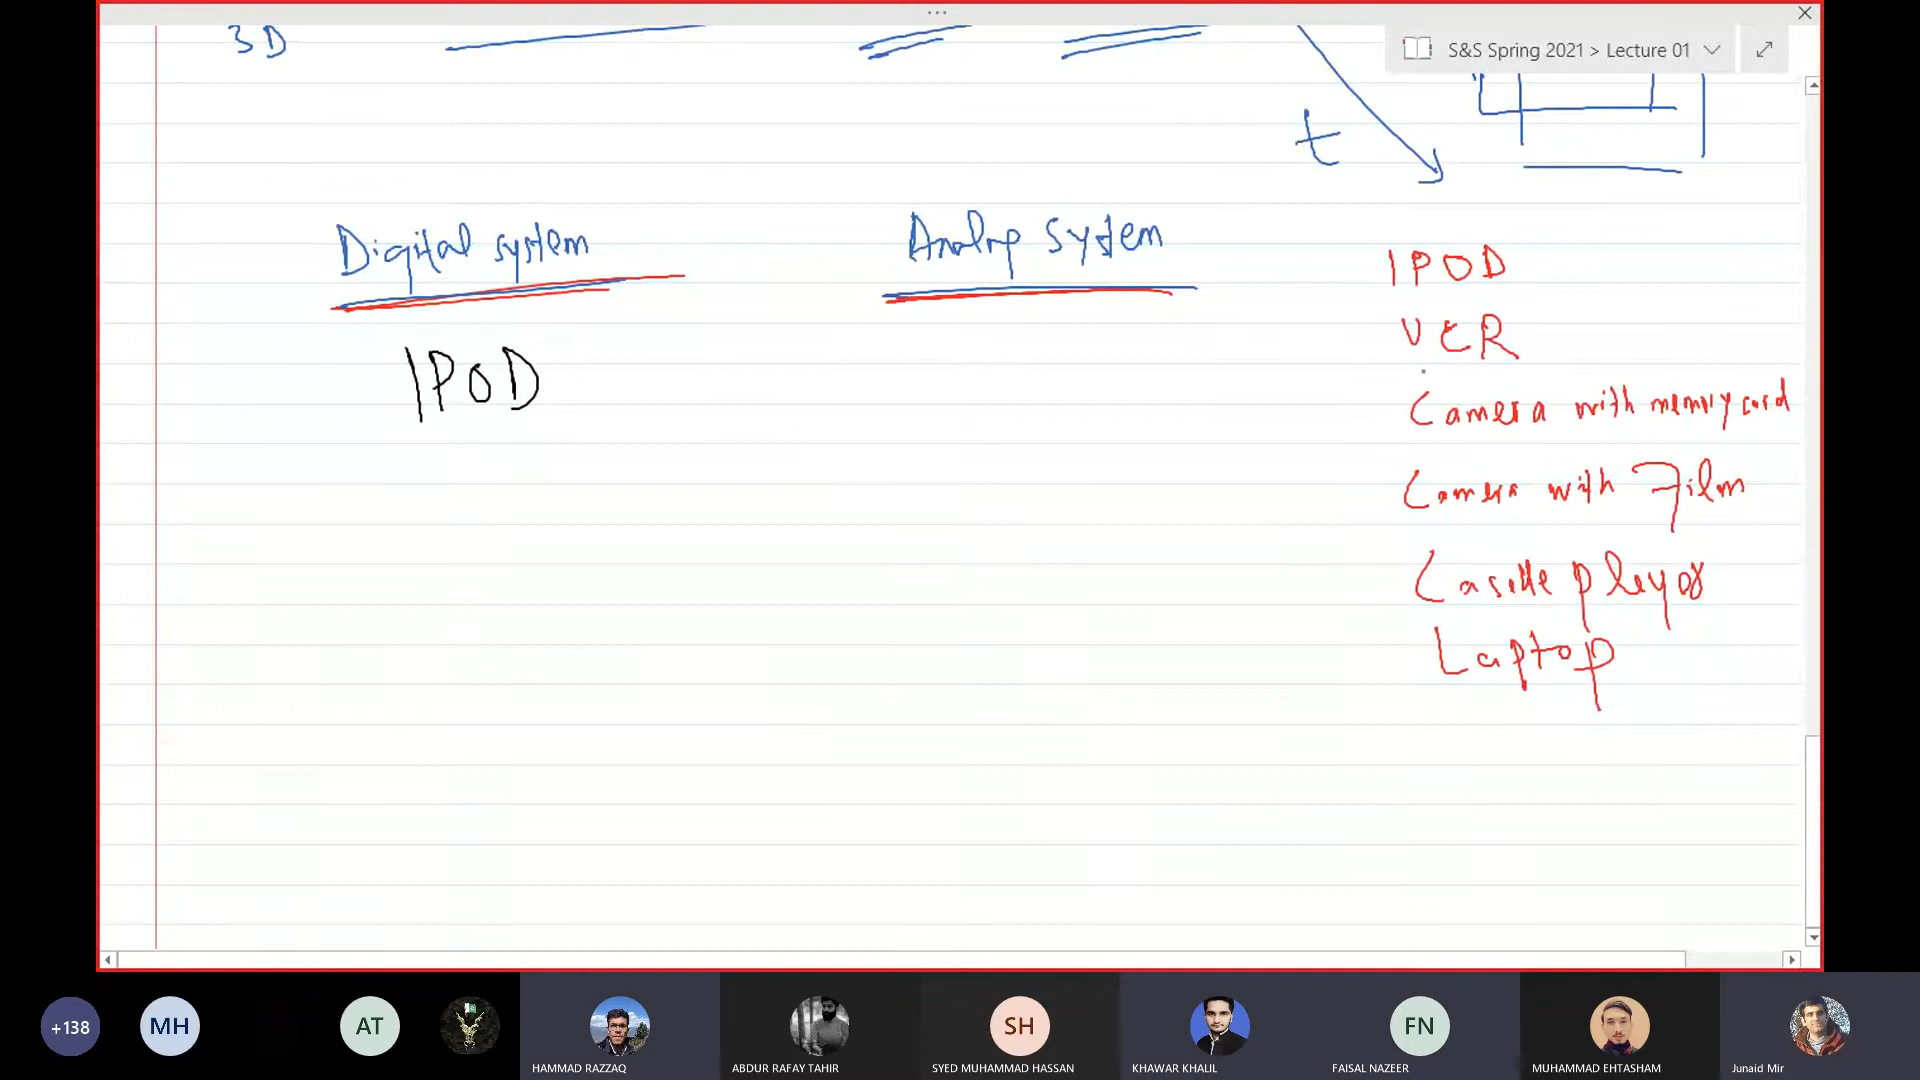 3D
S&S Spring 2021 > Lecture 01
t
Digital system
Analog system
IPOD
IPOD
VCR
Camera with memory card
Camera with Film
Casette player
Laptop
+138
MH
AT
SH
FN
HAMMAD RAZZAQ
ABDUR RAFAY TAHIR
SYED MUHAMMAD HASSAN
KHAWAR KHALIL
FAISAL NAZEER
MUHAMMAD EHTASHAM
Junaid Mir